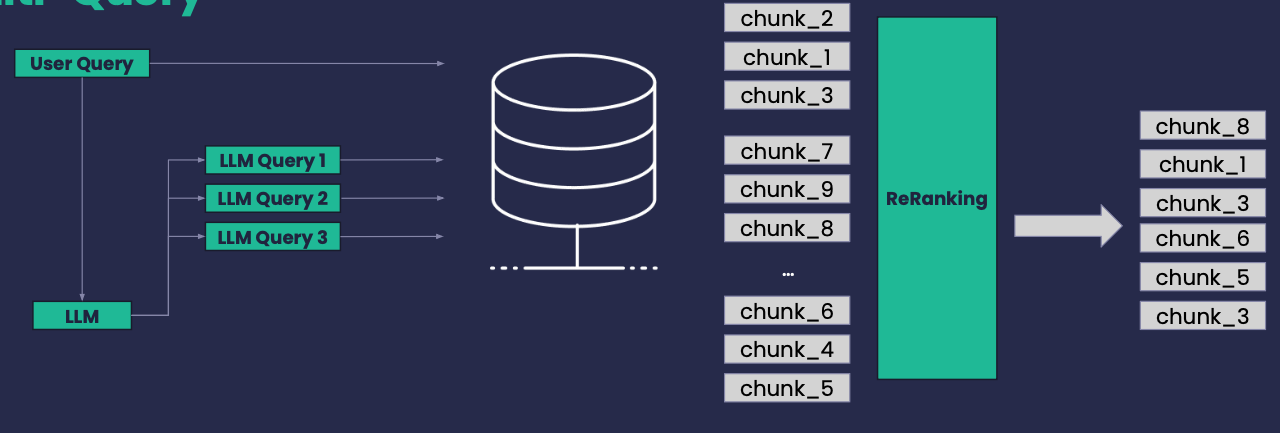 Query
User Query
LLM Query 1
LLM Query 2
LLM Query 3
LLM
chunk_2
chunk_1
chunk_3
chunk_7
chunk_9
chunk_8
...
chunk_6
chunk_4
chunk_5
ReRanking
chunk_8
chunk_1
chunk_3
chunk_6
chunk_5
chunk_3